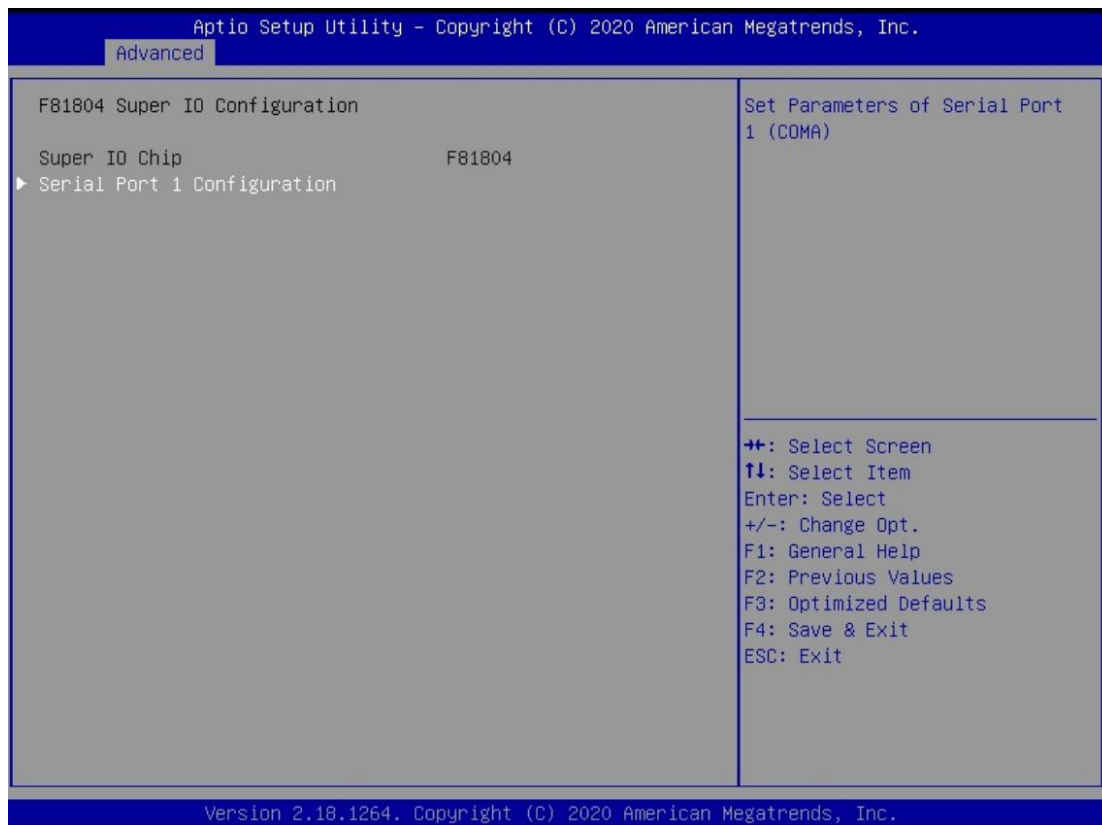 Aptio Setup Utility – Copyright (C) 2020 American Megatrends, Inc.
Advanced
F81804 Super IO Configuration
Super IO Chip F81804
▶ Serial Port 1 Configuration
Set Parameters of Serial Port
1 (COMA)
→←: Select Screen
↑↓: Select Item
Enter: Select
+/-: Change Opt.
F1: General Help
F2: Previous Values
F3: Optimized Defaults
F4: Save & Exit
ESC: Exit
Version 2.18.1264. Copyright (C) 2020 American Megatrends, Inc.